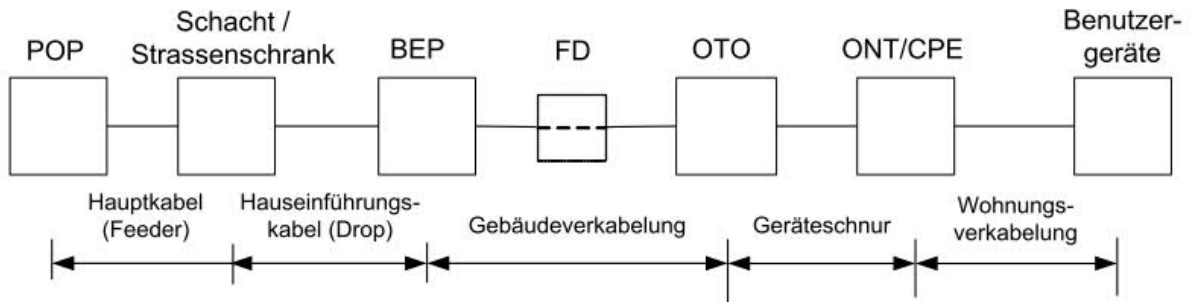 POP
Schacht /
Strassenschrank
BEP
FD
OTO
ONT/CPE
Benutzer-
geräte
Hauptkabel
(Feeder)
Hauseinführungs-
kabel (Drop)
Gebäudeverkabelung
Geräteschnur
Wohnungs-
verkabelung